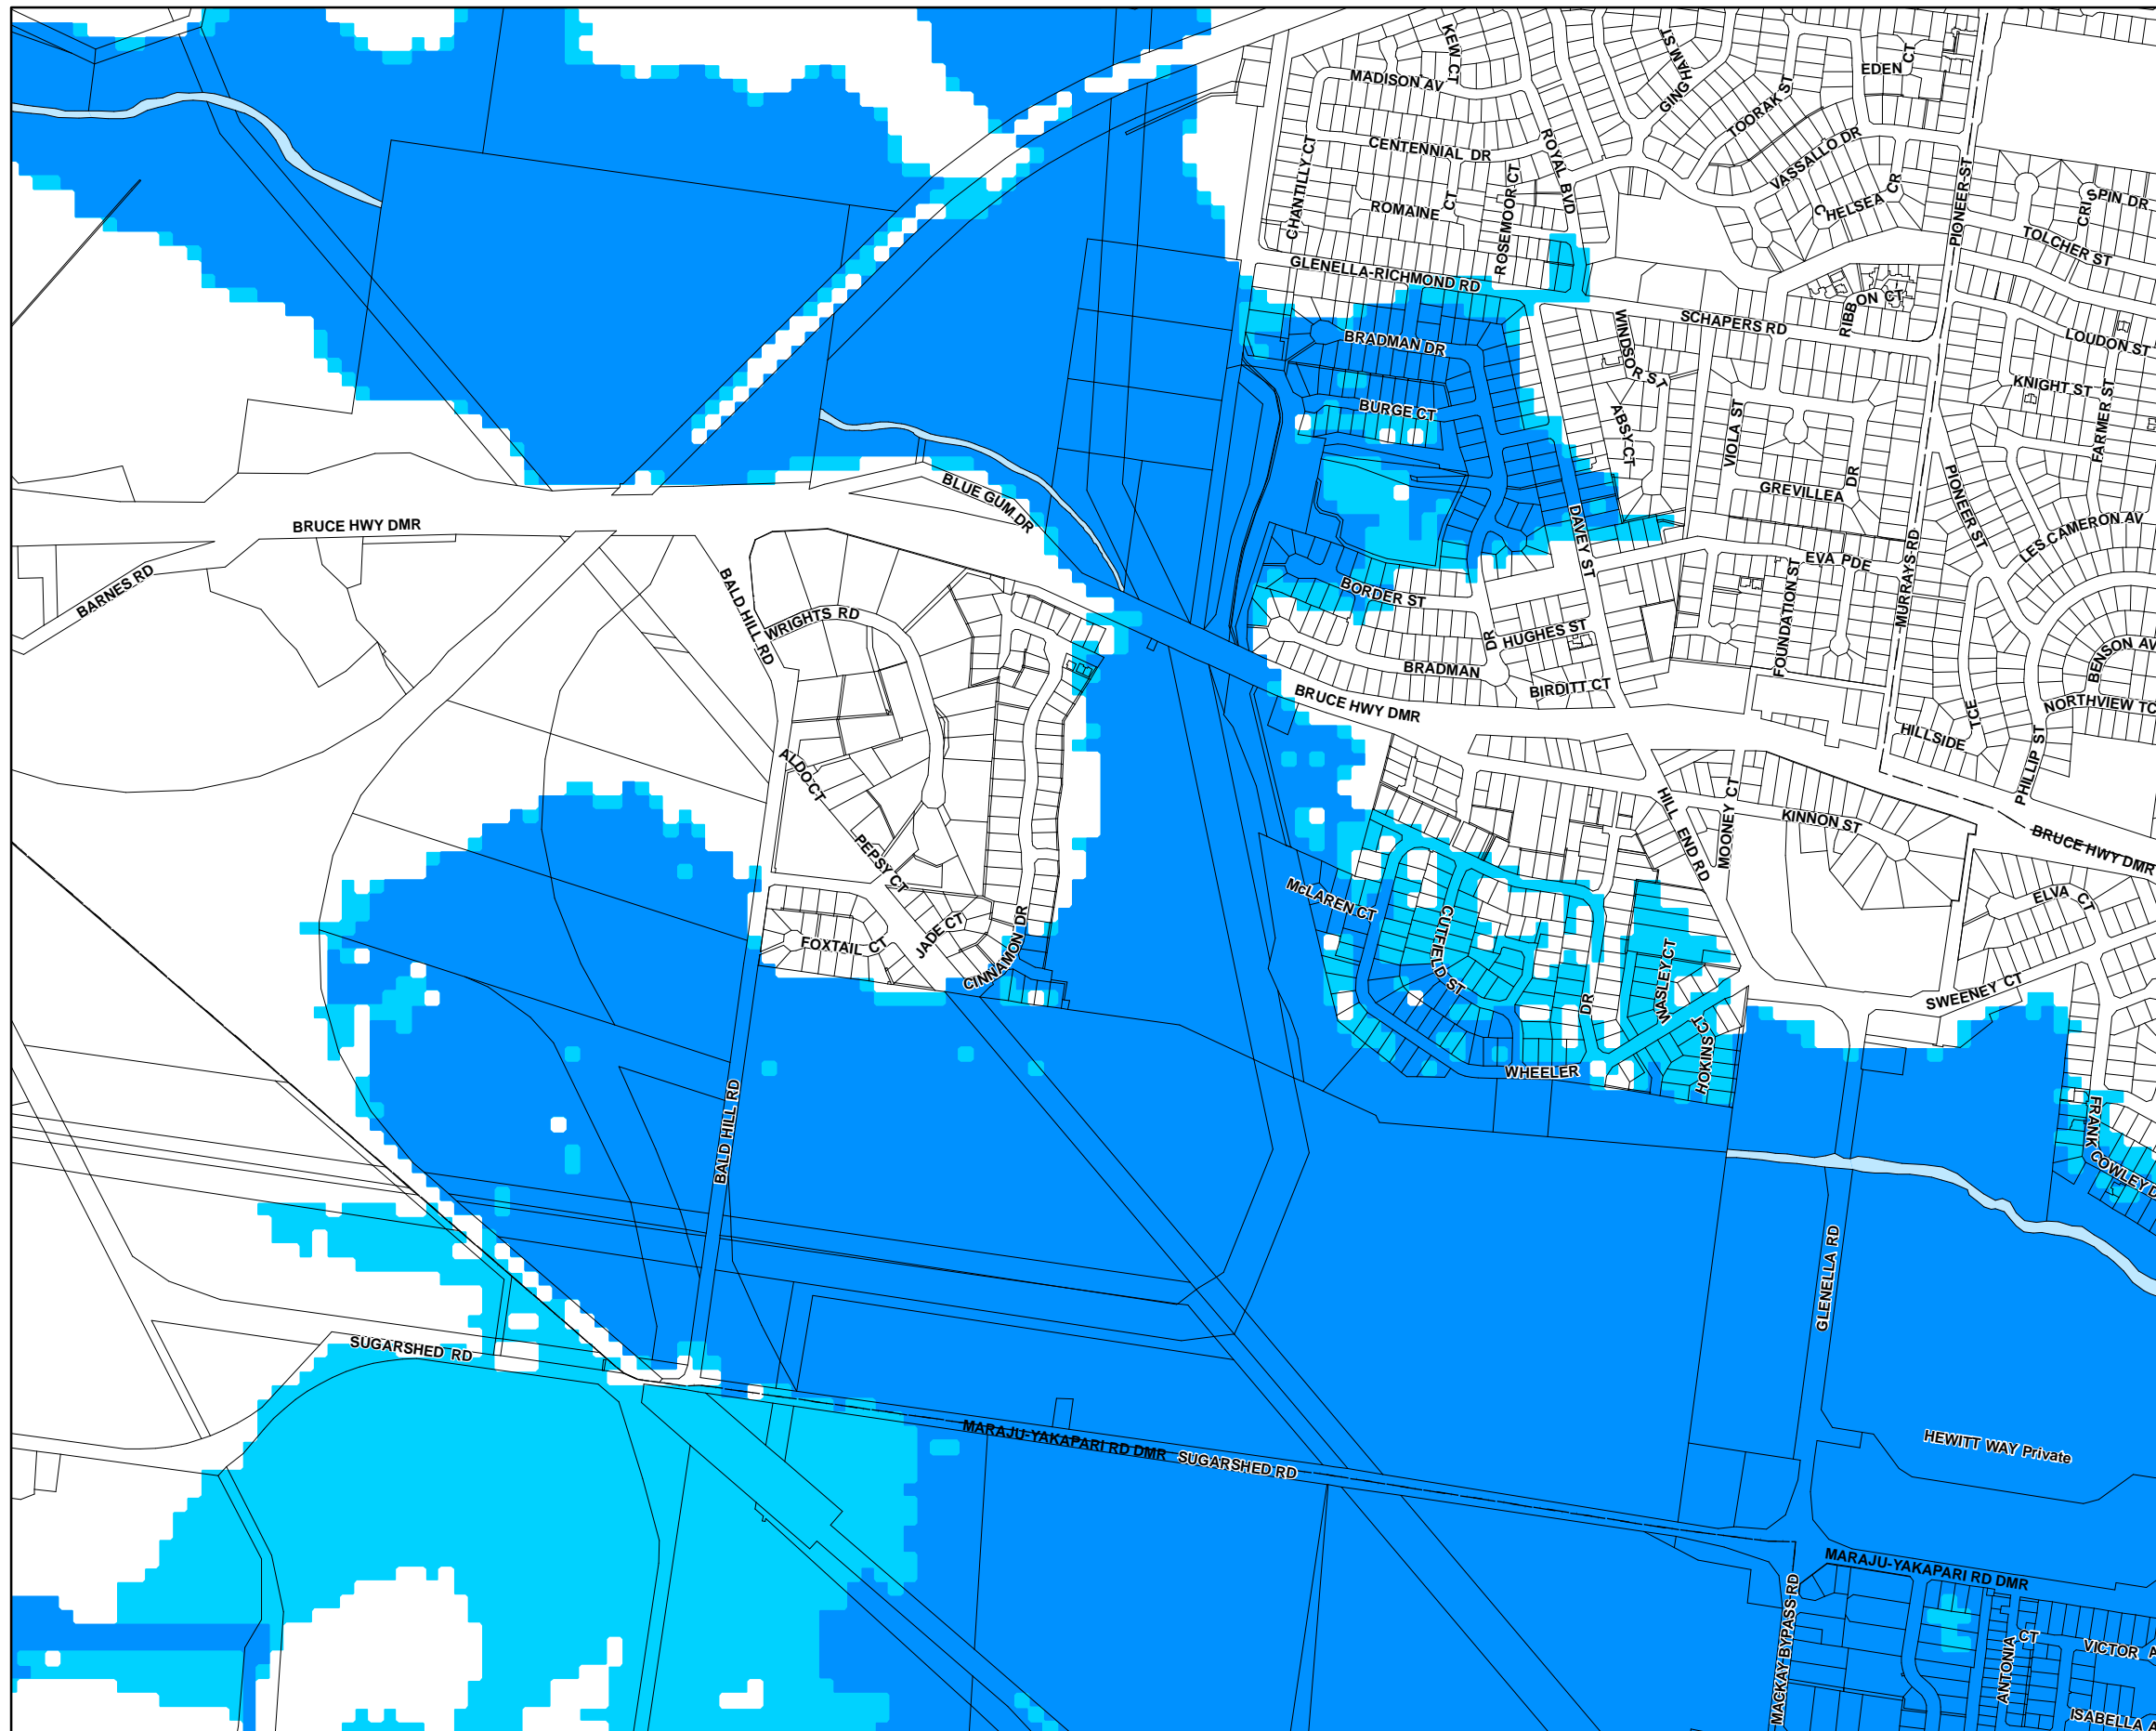 KEW CT
GINGHAM ST
EDEN CT
MADISON AV
TOORAK ST
CENTENNIAL DR
ROYAL BVD
VASSALLO DR
CHANTILLY CT
ROMAINE CT
ROSEMOOR CT
CHELSEA CR
PIONEER ST
SPIN DR
CRI
TOLCHER ST
GLENELLA-RICHMOND RD
RIBBON CT
SCHAPERS RD
WINDSOR ST
LOUDON ST
BRADMAN DR
KNIGHT ST
FARMER ST
BURGE CT
ABSY CT
VIOLA ST
GREVILLEA DR
PIONEER ST
BLUE GUM DR
BRUCE HWY DMR
DAVEY ST
LES CAMERON AV
EVA PDE
BARNES RD
BALD HILL RD
WRIGHTS RD
BORDER ST
FOUNDATION ST
MURRAYS RD
HUGHES ST
BENSON AV
BRADMAN DR
BIRDITT CT
BRUCE HWY DMR
NORTHVIEW TC
HILLSIDE TCE
PHILLIP ST
ALDO CT
HILL END RD
MOONEY CT
KINNON ST
BRUCE HWY DMR
PEPSY CT
McLAREN CT
CUTFIELD ST
ELVA CT
FOXTAIL CT
JADE CT
CINNAMON DR
WASLEY CT
SWEENEY CT
HOKINS CT
WHEELER DR
BALD HILL RD
FRANK COWLEY D
GLENELLA RD
SUGARSHED RD
MARAJU-YAKAPARI RD DMR SUGARSHED RD
HEWITT WAY Private
MARAJU-YAKAPARI RD DMR
MACKAY BYPASS RD
ANTONIA CT
VICTOR A
ISABELLA A